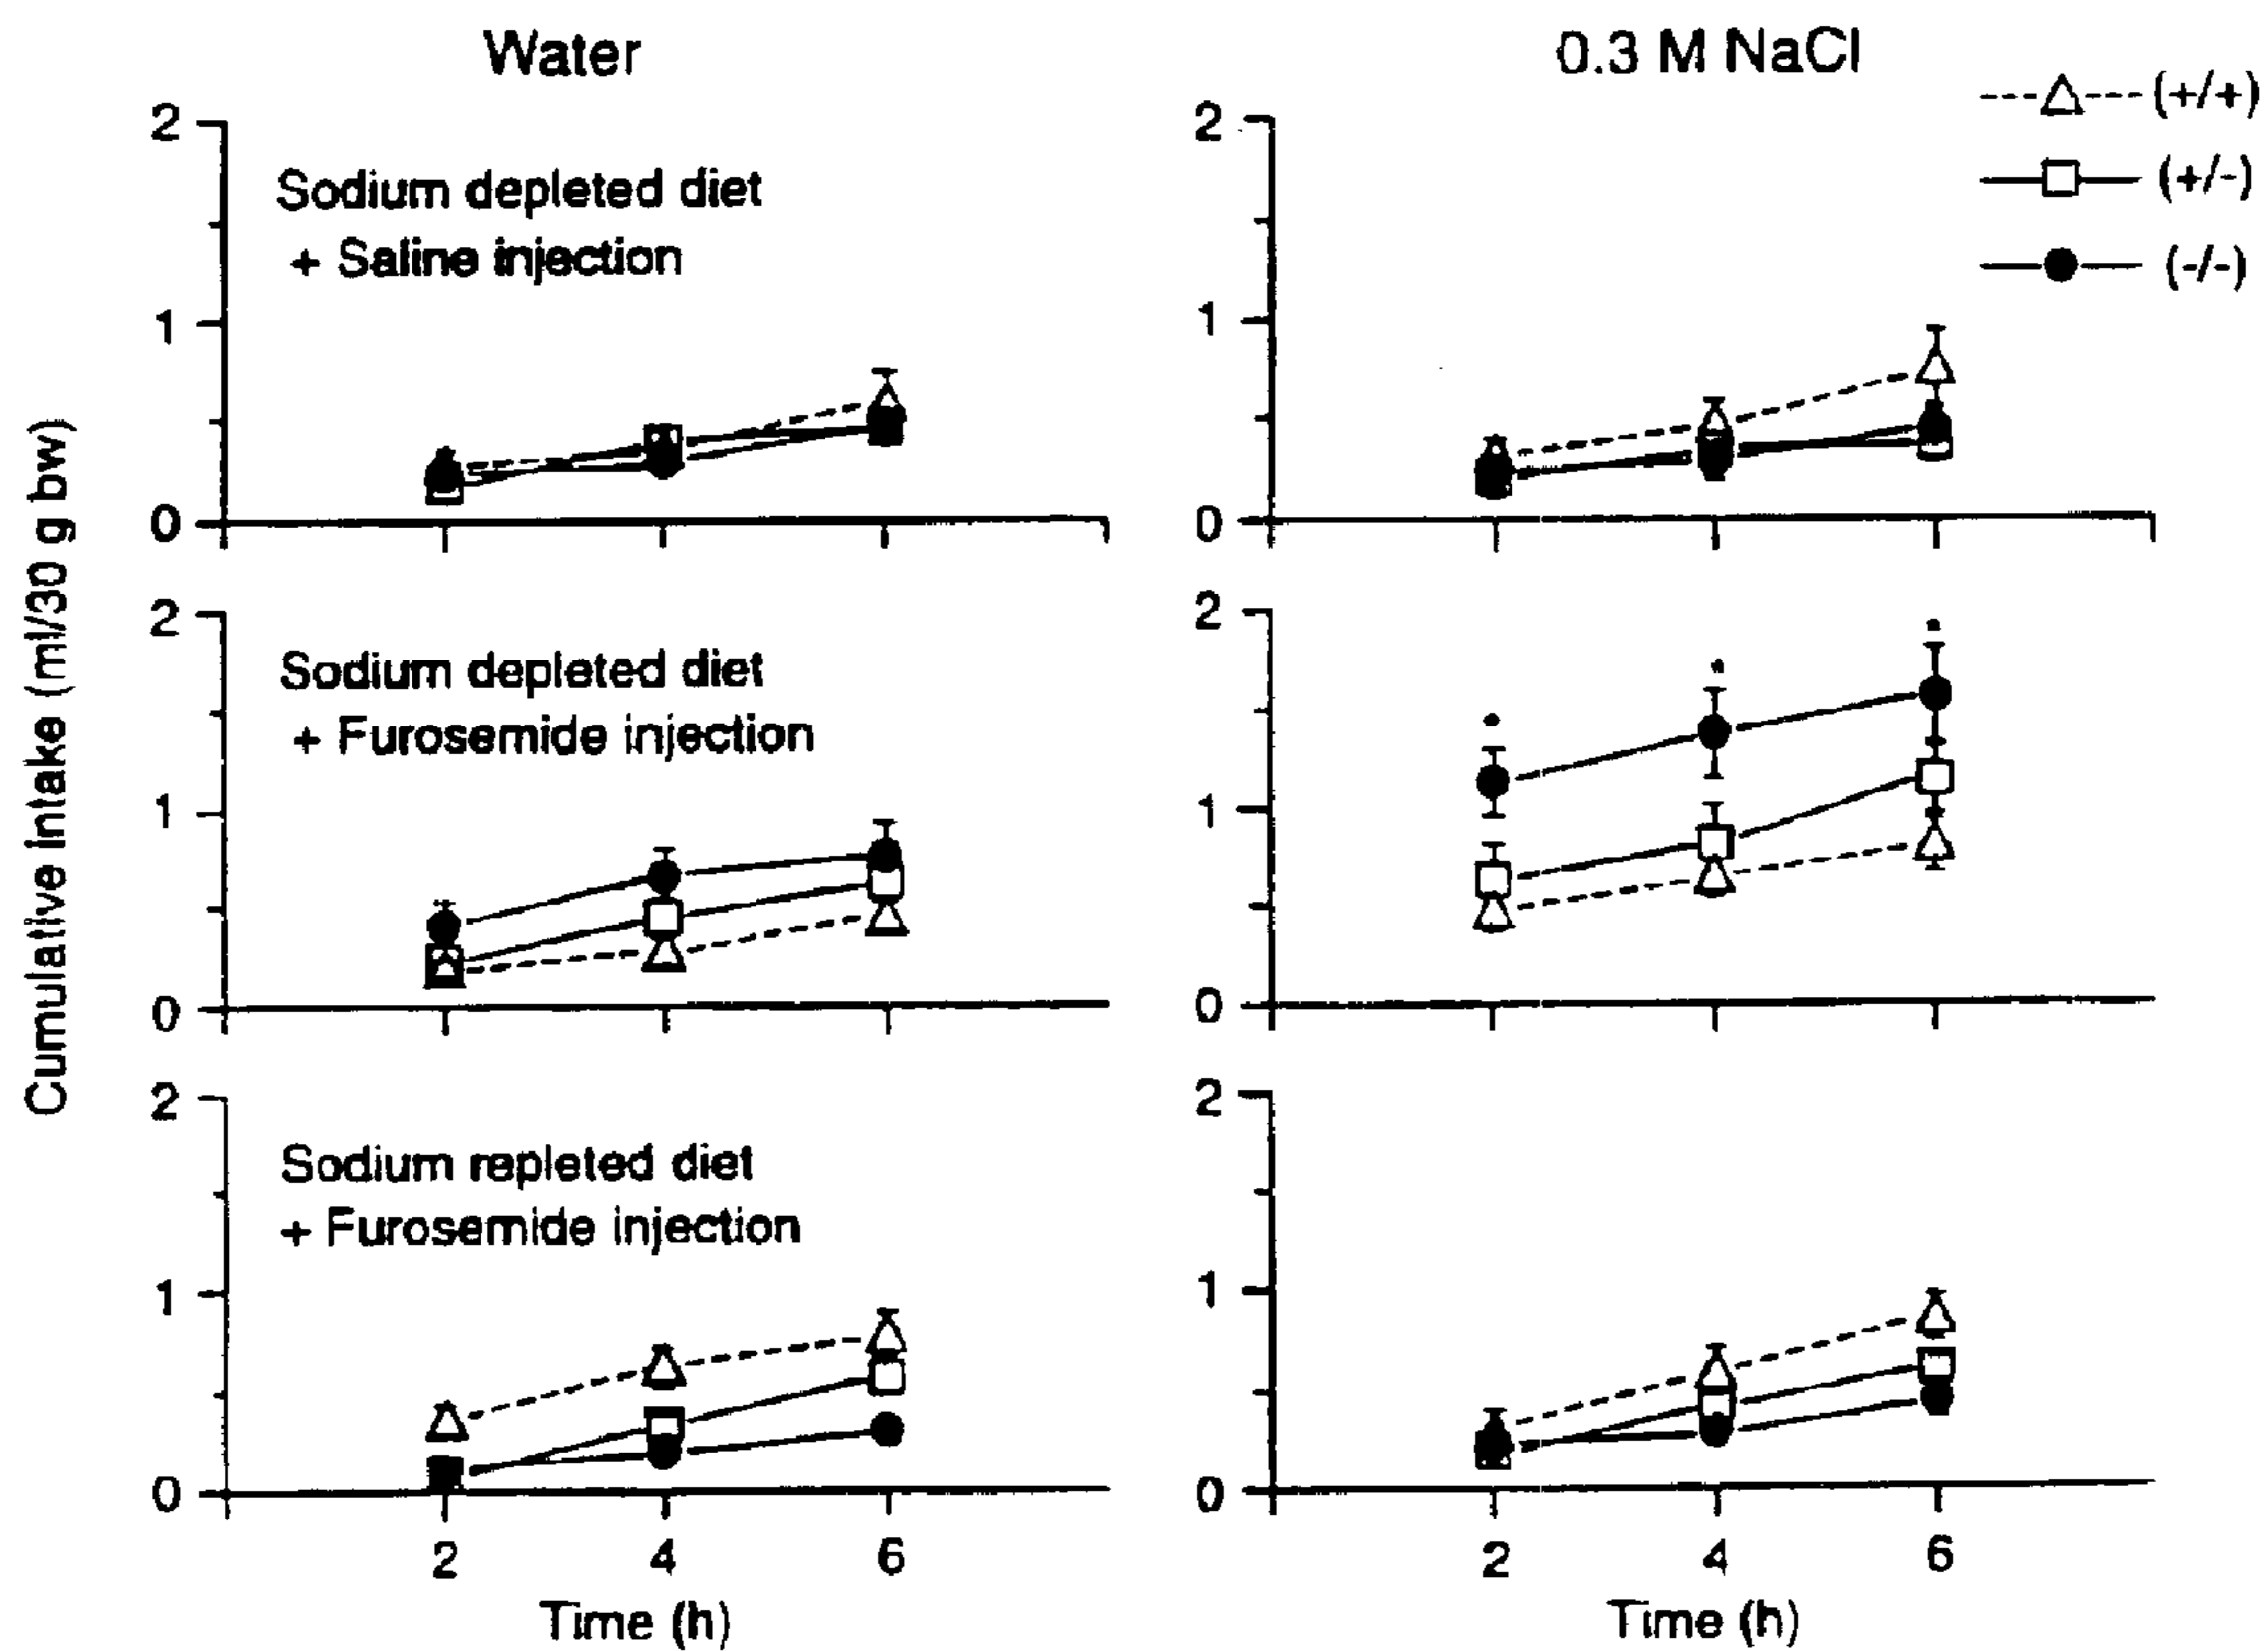 Water
0.3 M NaCl
(+/+)
(+/-)
(-/-)
Cumulative Intake (ml/30 g bw)
2
Sodium depleted diet
+ Saline injection
1
0
2
1
0
2
Sodium depleted diet
+ Furosemide injection
1
0
2
1
0
2
Sodium repleted diet
+ Furosemide injection
1
0
2 4 6
Time (h)
2
1
0
2 4 6
Time (h)